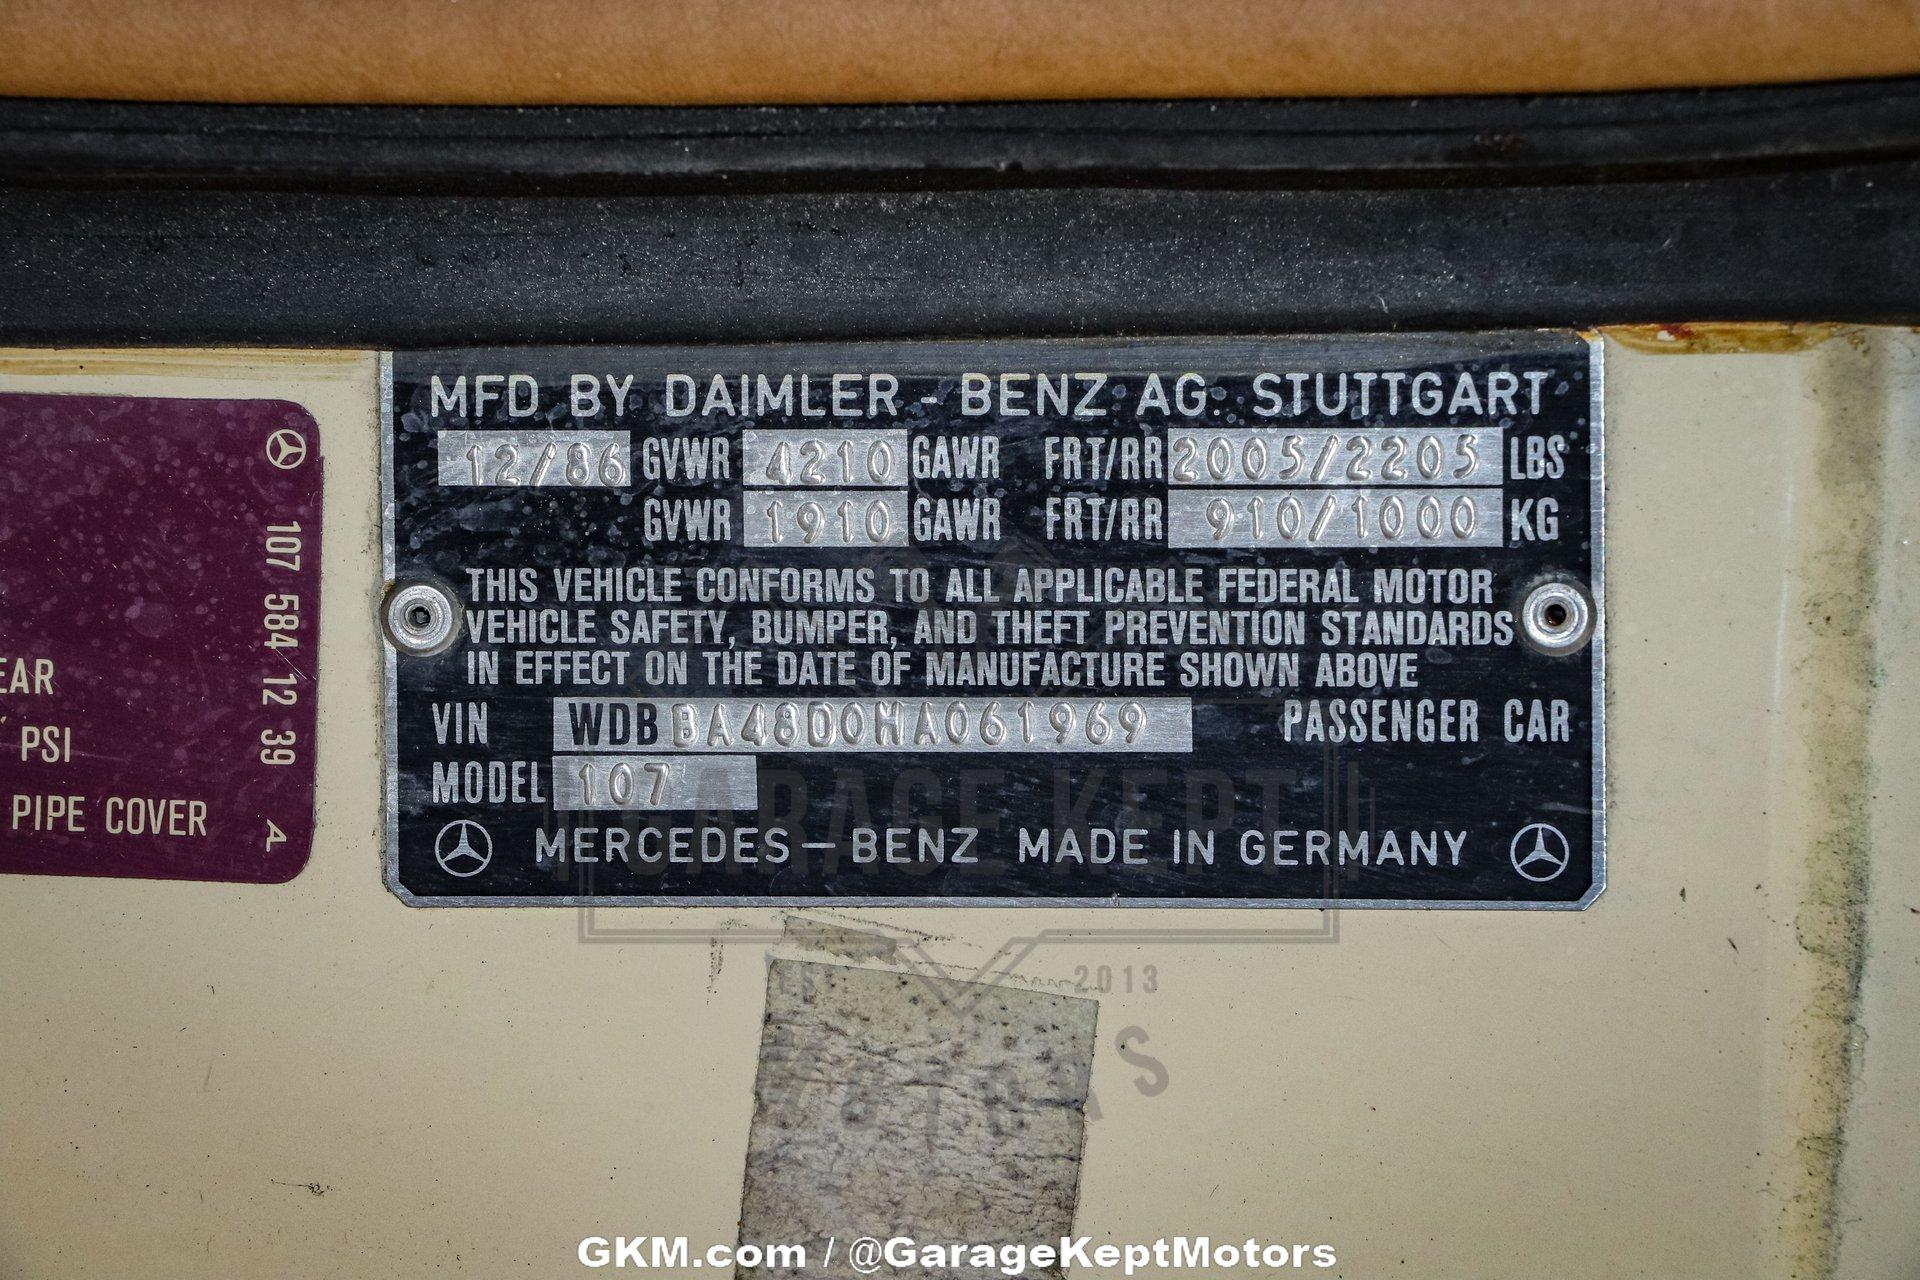 MFD BY DAIMLER - BENZ AG. STUTTGART
12/86 GVWR 4210 GAWR FRT/RR 2005/2205 LBS
GVWR 1910 GAWR FRT/RR 910/1000 KG
THIS VEHICLE CONFORMS TO ALL APPLICABLE FEDERAL MOTOR
VEHICLE SAFETY, BUMPER, AND THEFT PREVENTION STANDARDS
IN EFFECT ON THE DATE OF MANUFACTURE SHOWN ABOVE
VIN WDBBA48D0HA061969 PASSENGER CAR
MODEL 107
MERCEDES-BENZ MADE IN GERMANY
107 584 12 39 A
EAR
PSI
PIPE COVER
GARAGE KEPT
EST. 2013
MOTORS
GKM.com / @GarageKeptMotors